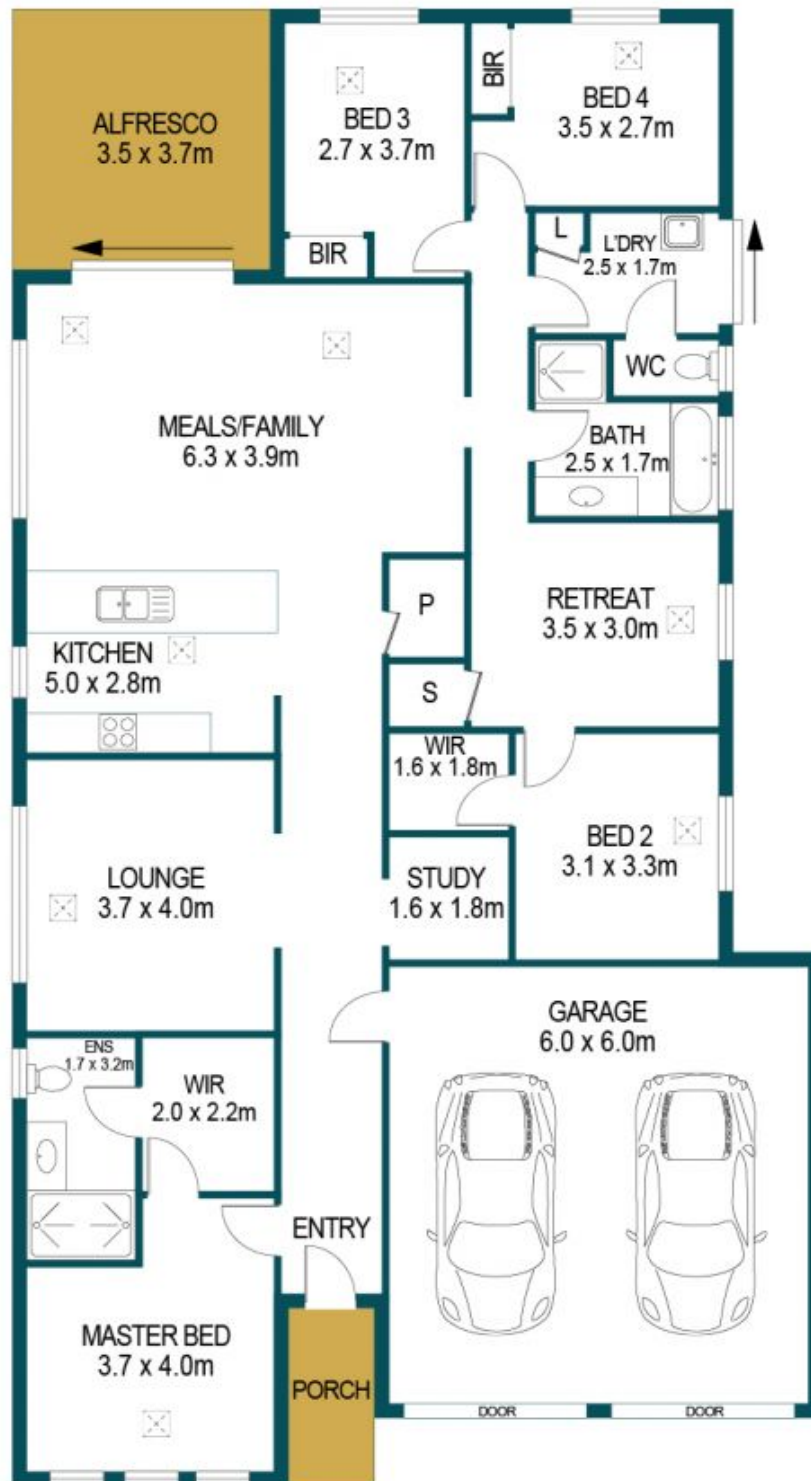 ALFRESCO
3.5 x 3.7m
BED 3
2.7 x 3.7m
BIR
BIR
BED 4
3.5 x 2.7m
L
L'DRY
2.5 x 1.7m
WC
BATH
2.5 x 1.7m
MEALS/FAMILY
6.3 x 3.9m
P
RETREAT
3.5 x 3.0m
KITCHEN
5.0 x 2.8m
S
WIR
1.6 x 1.8m
BED 2
3.1 x 3.3m
LOUNGE
3.7 x 4.0m
STUDY
1.6 x 1.8m
GARAGE
6.0 x 6.0m
ENS
1.7 x 3.2m
WIR
2.0 x 2.2m
ENTRY
MASTER BED
3.7 x 4.0m
PORCH
DOOR
DOOR